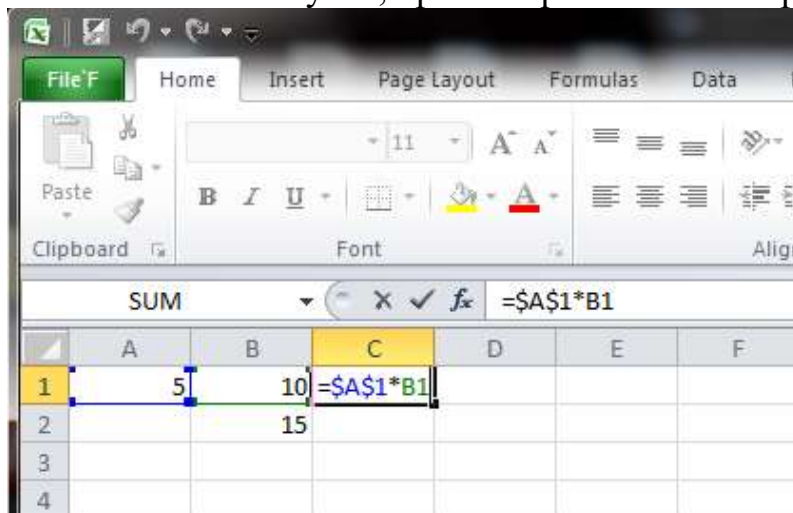 File F Home Insert Page Layout Formulas Data
11 A A
Paste B I U A
Clipboard Font Alig
SUM fx =$A$1*B1
A B C D E F
1 5 10 =$A$1*B1
2 15
3
4